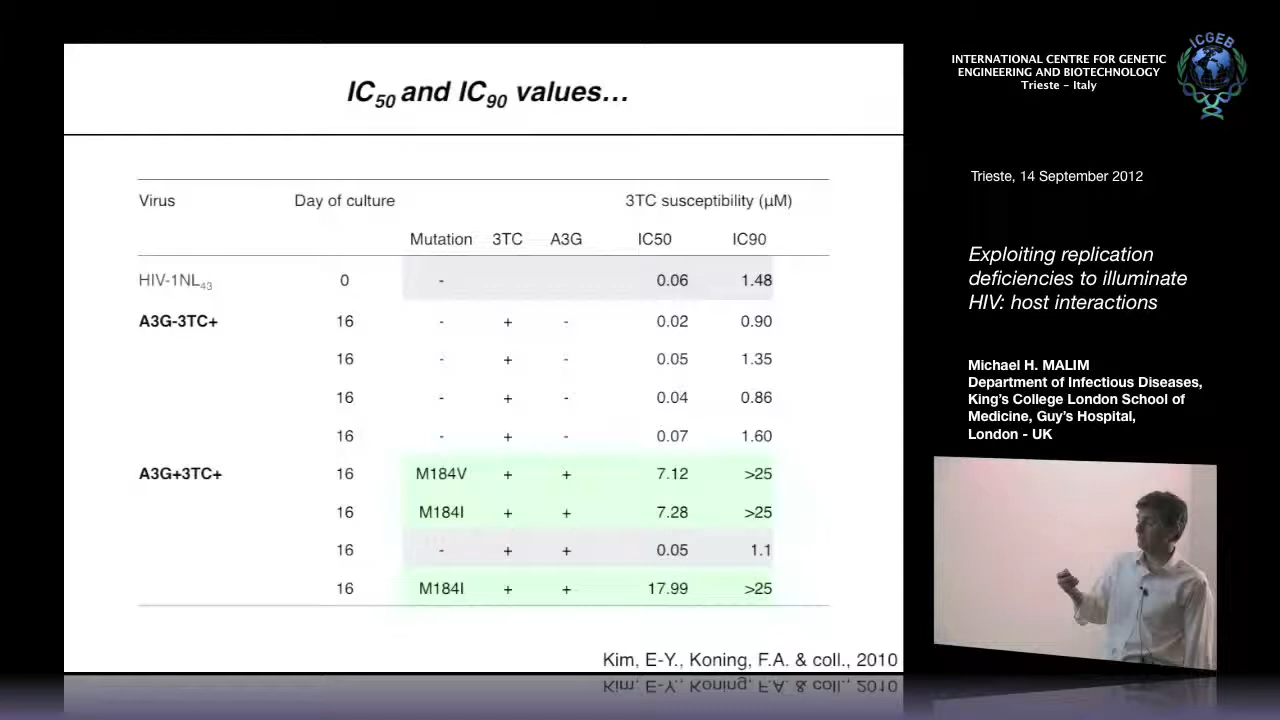 IC50 and IC90 values…
Virus Day of culture 3TC susceptibility (µM)
Mutation 3TC A3G IC50 IC90
HIV-1NL43 0 - 0.06 1.48
A3G-3TC+ 16 - + - 0.02 0.90
16 - + - 0.05 1.35
16 - + - 0.04 0.86
16 - + - 0.07 1.60
A3G+3TC+ 16 M184V + + 7.12 >25
16 M184I + + 7.28 >25
16 - + + 0.05 1.1
16 M184I + + 17.99 >25
Kim, E-Y., Koning, F.A. & coll., 2010
INTERNATIONAL CENTRE FOR GENETIC
ENGINEERING AND BIOTECHNOLOGY
Trieste - Italy
ICGEB
Trieste, 14 September 2012
Exploiting replication
deficiencies to illuminate
HIV: host interactions
Michael H. MALIM
Department of Infectious Diseases,
King's College London School of
Medicine, Guy's Hospital,
London - UK